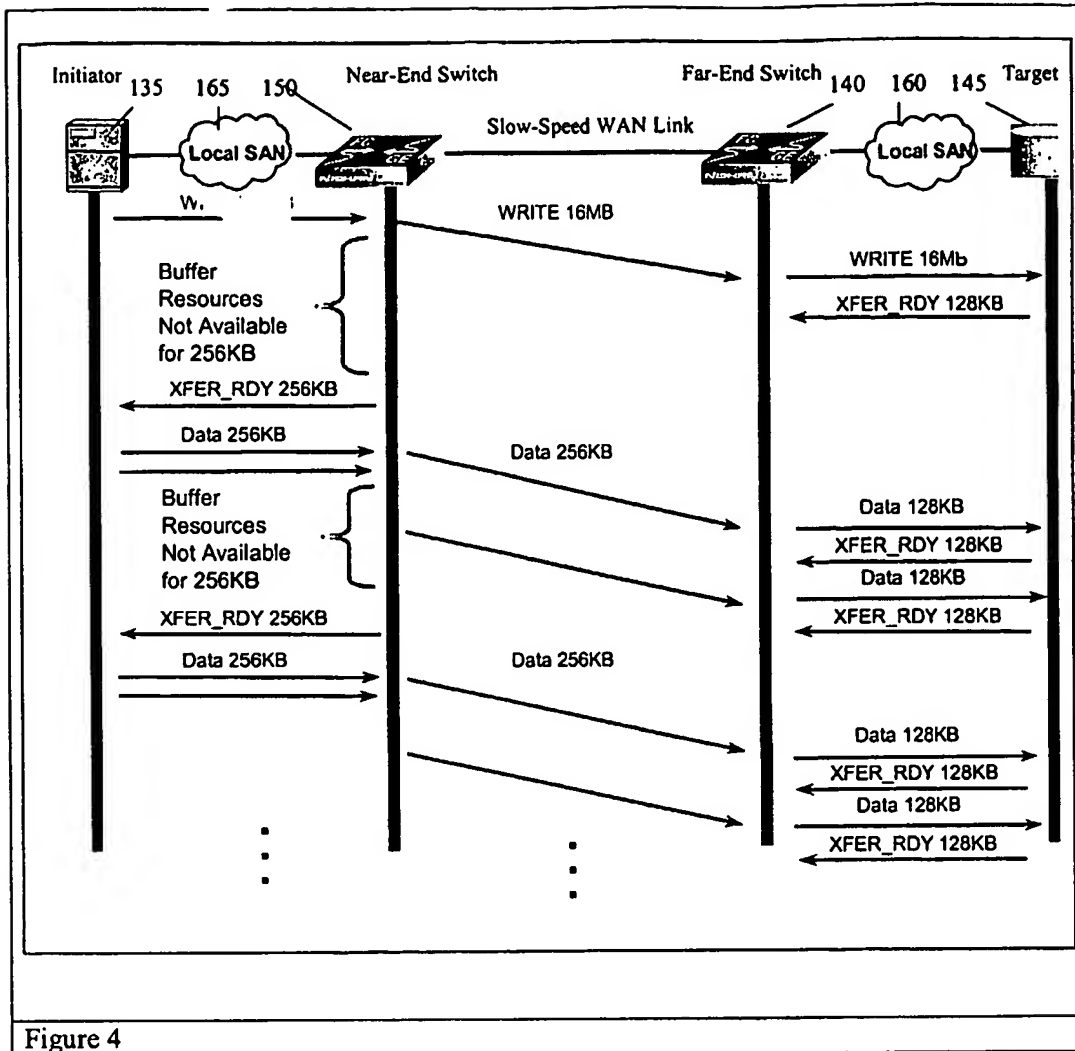 Initiator 135 165 150 Near-End Switch Far-End Switch 140 160 145 Target
Local SAN Slow-Speed WAN Link Local SAN
WRITE 16MB
WRITE 16Mb
XFER_RDY 128KB
Buffer
Resources
Not Available
for 256KB
XFER_RDY 256KB
Data 256KB
Data 256KB
Buffer
Resources
Not Available
for 256KB
Data 128KB
XFER_RDY 128KB
Data 128KB
XFER_RDY 128KB
XFER_RDY 256KB
Data 256KB
Data 256KB
Data 128KB
XFER_RDY 128KB
Data 128KB
XFER_RDY 128KB
Figure 4